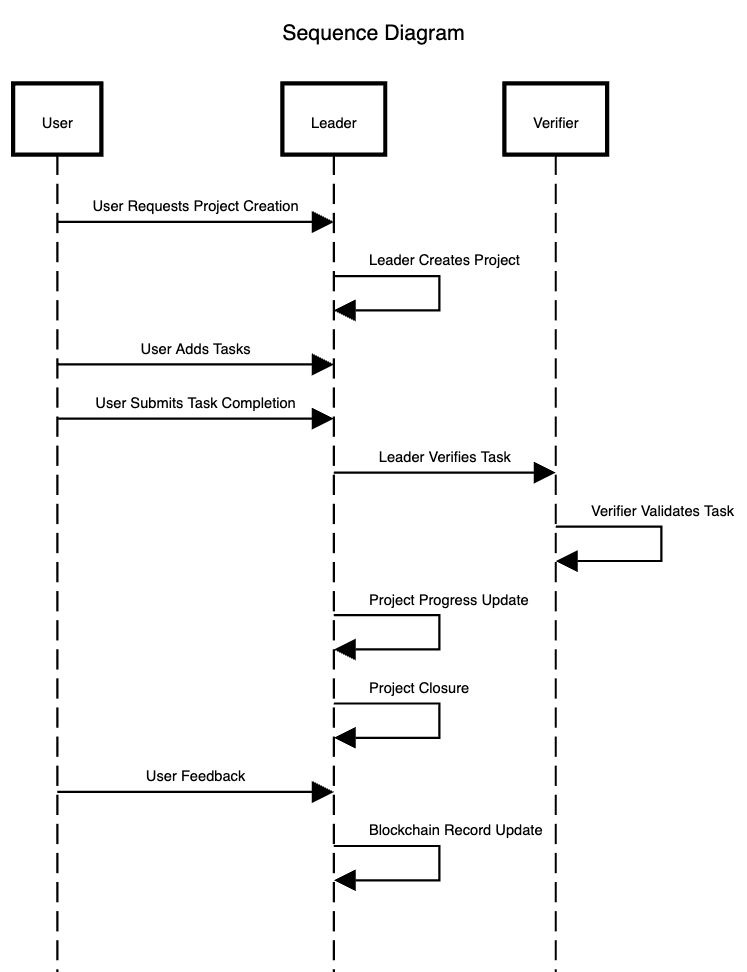 Sequence Diagram
User
Leader
Verifier
User Requests Project Creation
Leader Creates Project
User Adds Tasks
User Submits Task Completion
Leader Verifies Task
Verifier Validates Task
Project Progress Update
Project Closure
User Feedback
Blockchain Record Update